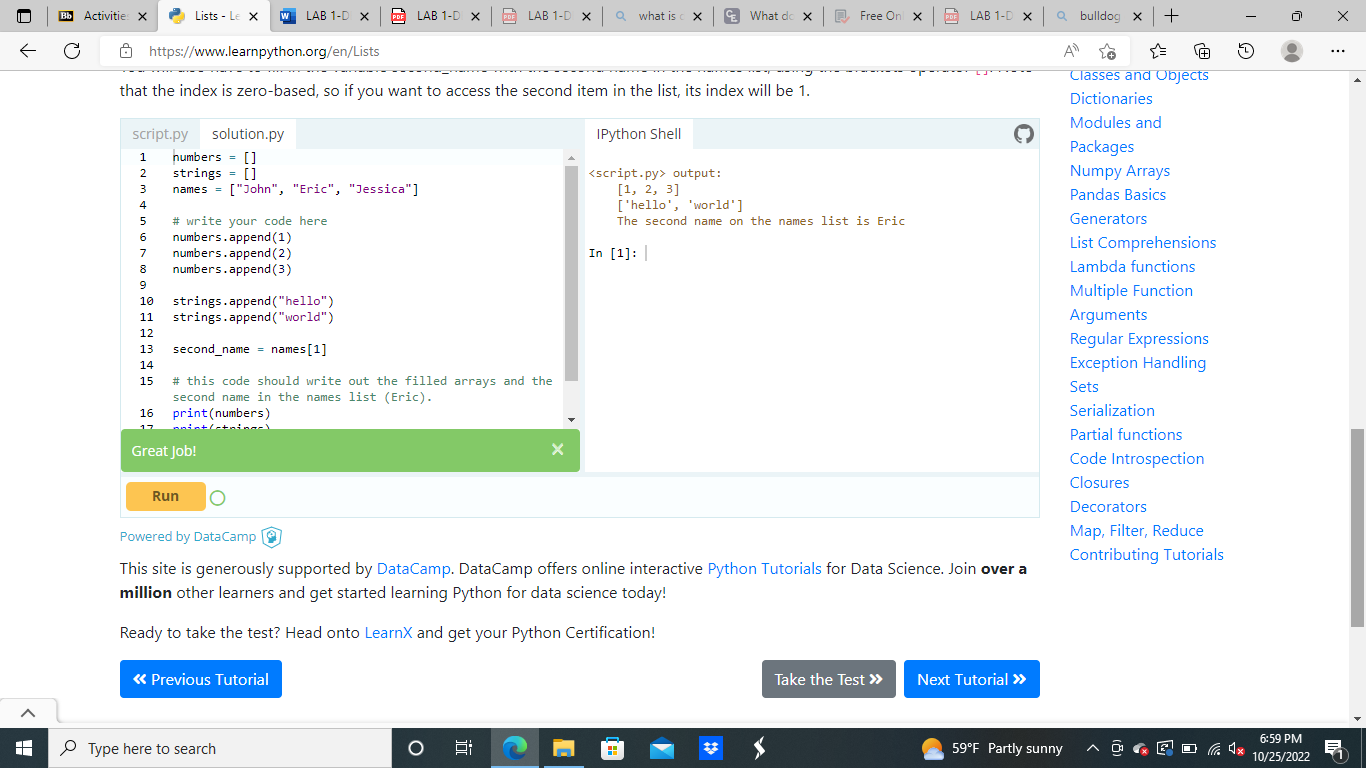 Activitie
Lists - Le
LAB 1-D
LAB 1-D
LAB 1-D
what is c
What do
Free Onl
LAB 1-D
bulldog
https://www.learnpython.org/en/Lists
that the index is zero-based, so if you want to access the second item in the list, its index will be 1.
script.py
solution.py
1 numbers = []
2 strings = []
3 names = ["John", "Eric", "Jessica"]
4
5 # write your code here
6 numbers.append(1)
7 numbers.append(2)
8 numbers.append(3)
9
10 strings.append("hello")
11 strings.append("world")
12
13 second_name = names[1]
14
15 # this code should write out the filled arrays and the
second name in the names list (Eric).
16 print(numbers)
17 print(strings)
Great Job!
Run
IPython Shell
<script.py> output:
[1, 2, 3]
['hello', 'world']
The second name on the names list is Eric
In [1]:
Powered by DataCamp
This site is generously supported by DataCamp. DataCamp offers online interactive Python Tutorials for Data Science. Join over a
million other learners and get started learning Python for data science today!
Ready to take the test? Head onto LearnX and get your Python Certification!
Previous Tutorial
Take the Test
Next Tutorial
Classes and Objects
Dictionaries
Modules and
Packages
Numpy Arrays
Pandas Basics
Generators
List Comprehensions
Lambda functions
Multiple Function
Arguments
Regular Expressions
Exception Handling
Sets
Serialization
Partial functions
Code Introspection
Closures
Decorators
Map, Filter, Reduce
Contributing Tutorials
Type here to search
59°F Partly sunny
6:59 PM
10/25/2022
1